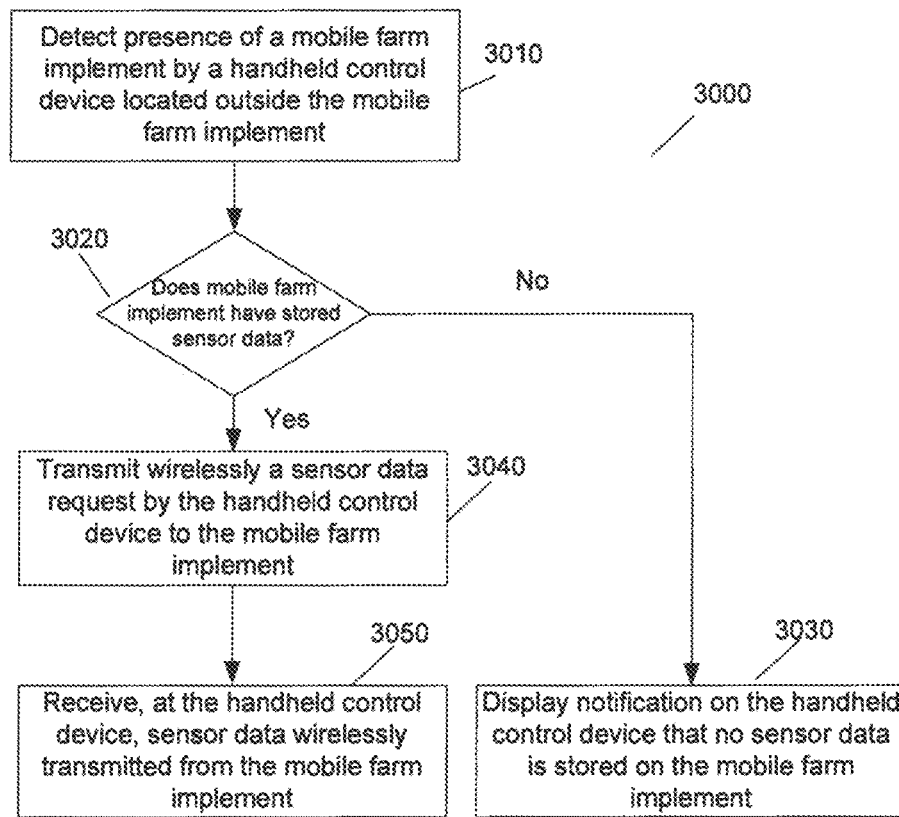 Detect presence of a mobile farm
implement by a handheld control
device located outside the mobile
farm implement
3010
3000
3020
Does mobile farm
implement have stored
sensor data?
No
Yes
Transmit wirelessly a sensor data
request by the handheld control
device to the mobile farm
implement
3040
3050
Receive, at the handheld control
device, sensor data wirelessly
transmitted from the mobile farm
implement
3030
Display notification on the handheld
control device that no sensor data
is stored on the mobile farm
implement